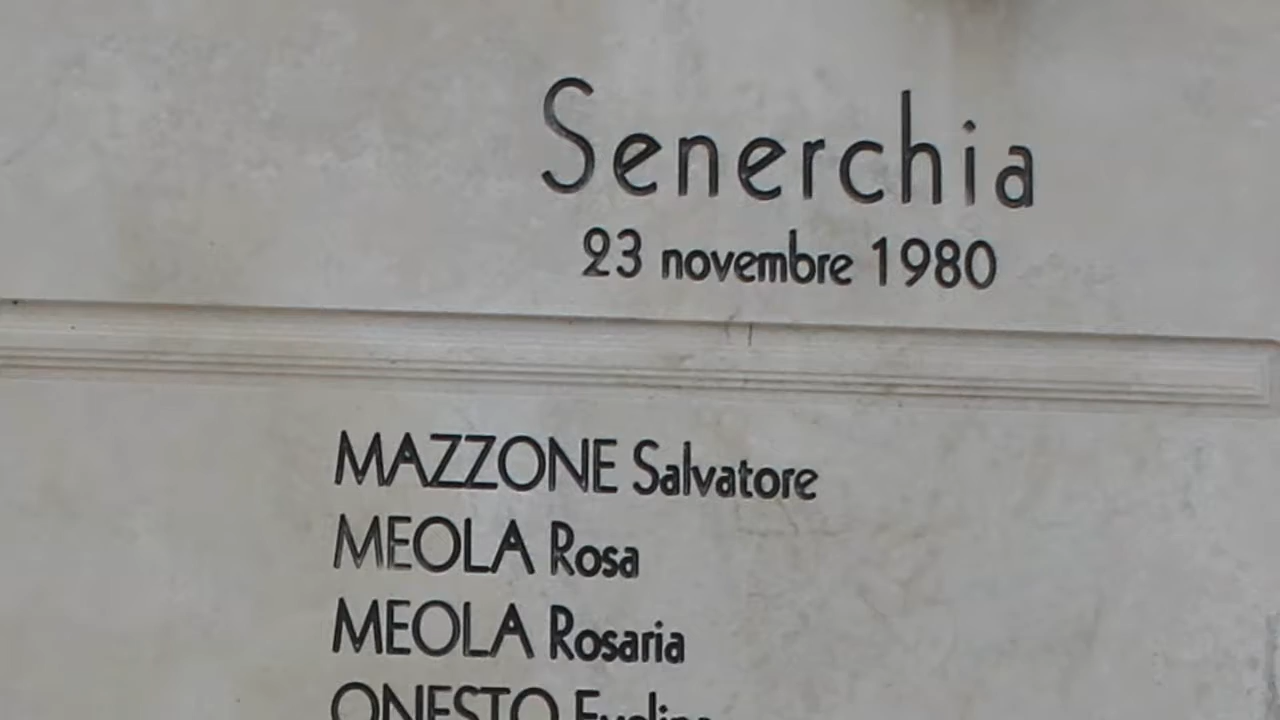 Senerchia
23 novembre 1980
MAZZONE Salvatore
MEOLA Rosa
MEOLA Rosaria
ONESTO